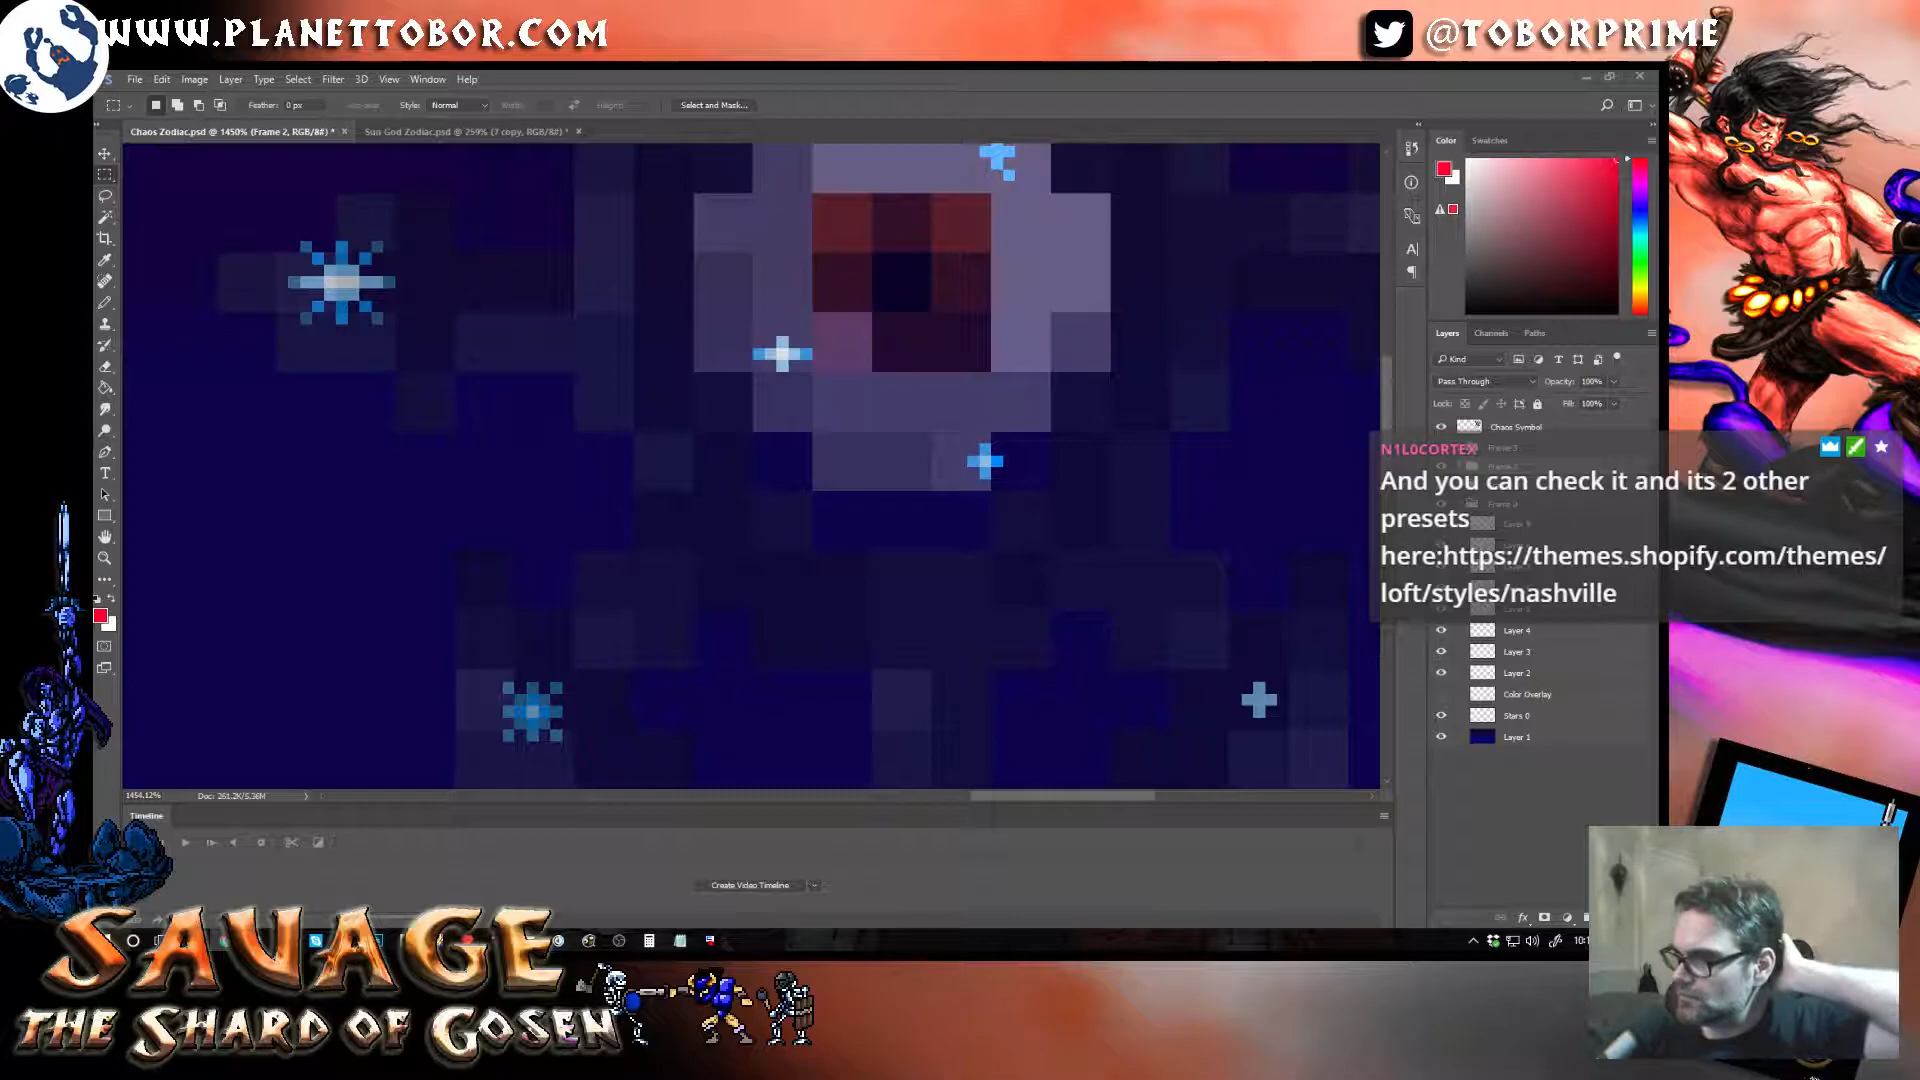 WWW.PLANETTOBOR.COM
@TOBORPRIME
File Edit Image Layer Type Select Filter 3D View Window Help
Feather: 0 px
Style: Normal
Select and Mask...
Chaos Zodiac.psd @ 1450% (Frame 2, RGB/8#) *
Sun God Zodiac.psd @ 259% (7 copy, RGB/8#) *
Color Swatches
Layers Channels Paths
Kind
Pass Through Opacity: 100%
Lock: Fill: 100%
Chaos Symbol
N1L0CORTEX
And you can check it and its 2 other
presets
here:https://themes.shopify.com/themes/
loft/styles/nashville
Layer 4
Layer 3
Layer 2
Color Overlay
Stars 0
Layer 1
1454.12% Doc: 261.2K/5.36M
Timeline
Create Video Timeline
SAVAGE
THE SHARD OF GOSEN